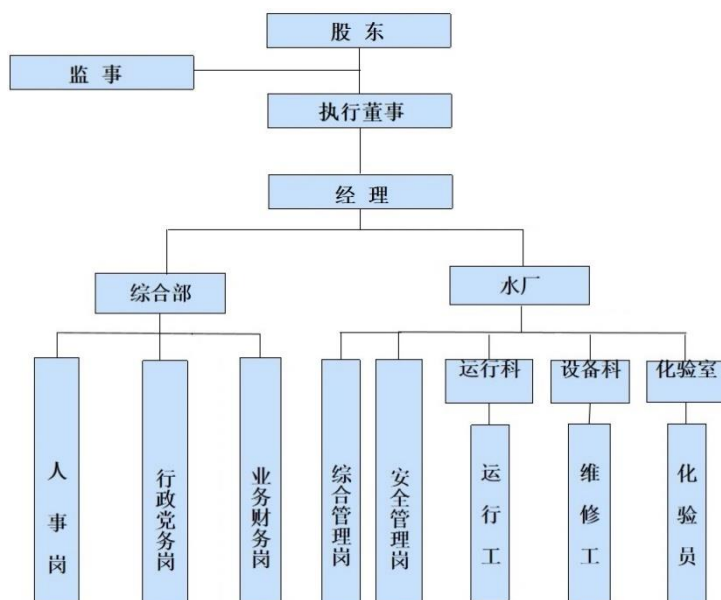 股 东
监 事
执行董事
经 理
综合部
水厂
运行科
设备科
化验室
人事岗
行政党务岗
业务财务岗
综合管理岗
安全管理岗
运行工
维修工
化验员